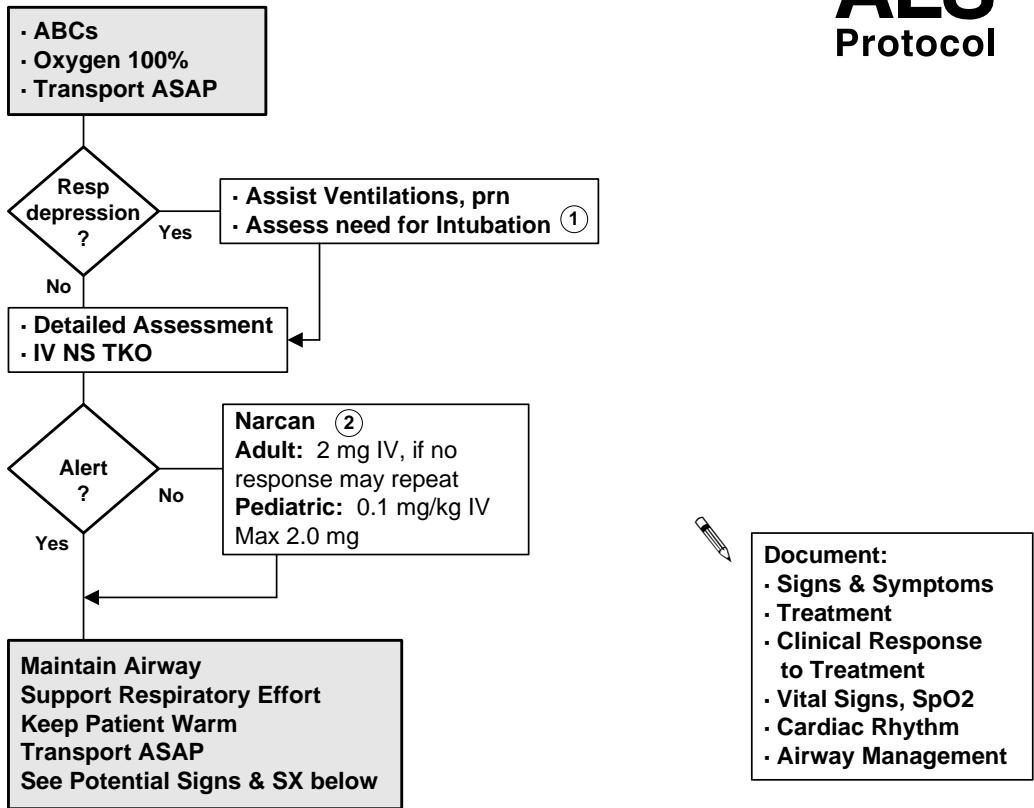 Protocol
· ABCs
· Oxygen 100%
· Transport ASAP
Resp
depression
?
Yes
No
· Assist Ventilations, prn
· Assess need for Intubation 1
· Detailed Assessment
· IV NS TKO
Alert
?
No
Yes
Narcan 2
Adult: 2 mg IV, if no
response may repeat
Pediatric: 0.1 mg/kg IV
Max 2.0 mg
Maintain Airway
Support Respiratory Effort
Keep Patient Warm
Transport ASAP
See Potential Signs & SX below
Document:
· Signs & Symptoms
· Treatment
· Clinical Response
to Treatment
· Vital Signs, SpO2
· Cardiac Rhythm
· Airway Management